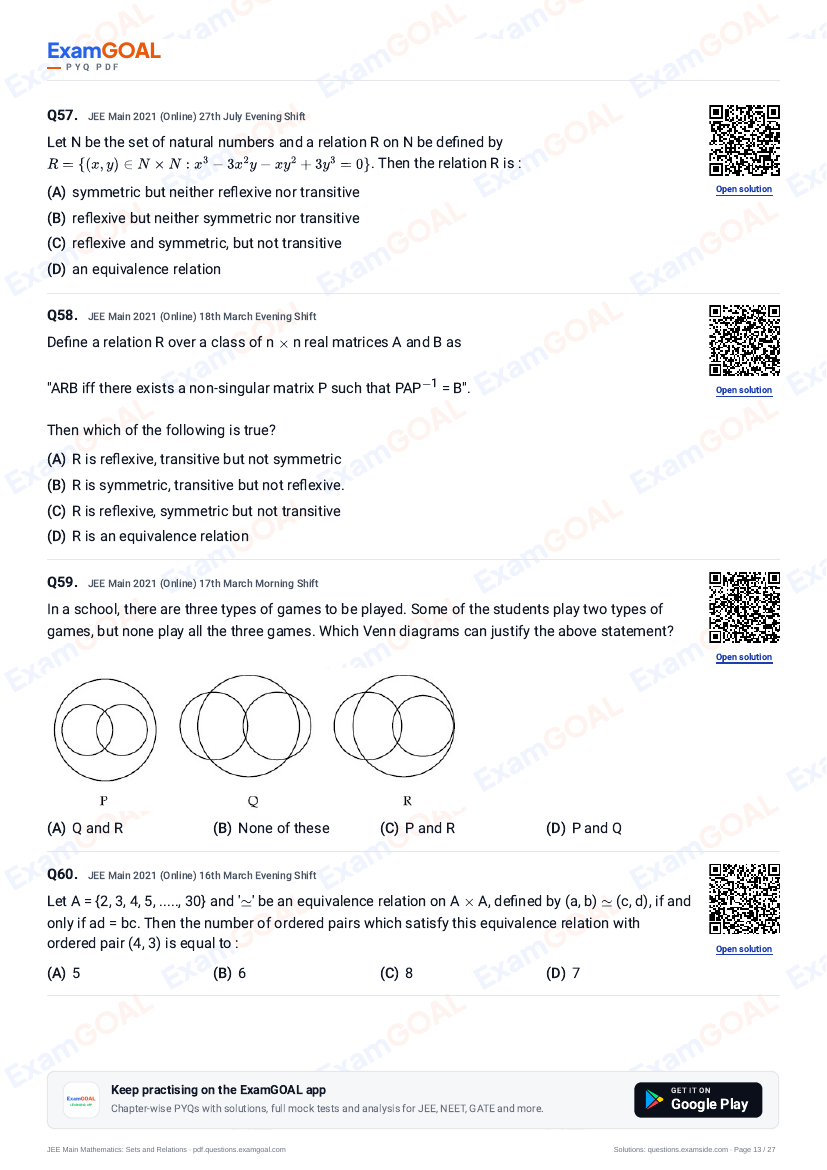 ExamGOAL
PYQ PDF
Q57. JEE Main 2021 (Online) 27th July Evening Shift
Let N be the set of natural numbers and a relation R on N be defined by
R = {(x, y) ∈ N × N : x³ − 3x²y − xy² + 3y³ = 0}. Then the relation R is :
(A) symmetric but neither reflexive nor transitive
(B) reflexive but neither symmetric nor transitive
(C) reflexive and symmetric, but not transitive
(D) an equivalence relation
Open solution
Q58. JEE Main 2021 (Online) 18th March Evening Shift
Define a relation R over a class of n × n real matrices A and B as
"ARB iff there exists a non-singular matrix P such that PAP⁻¹ = B".
Then which of the following is true?
(A) R is reflexive, transitive but not symmetric
(B) R is symmetric, transitive but not reflexive.
(C) R is reflexive, symmetric but not transitive
(D) R is an equivalence relation
Open solution
Q59. JEE Main 2021 (Online) 17th March Morning Shift
In a school, there are three types of games to be played. Some of the students play two types of
games, but none play all the three games. Which Venn diagrams can justify the above statement?
Open solution
P Q R
(A) Q and R (B) None of these (C) P and R (D) P and Q
Q60. JEE Main 2021 (Online) 16th March Evening Shift
Let A = {2, 3, 4, 5, ....., 30} and '≃' be an equivalence relation on A × A, defined by (a, b) ≃ (c, d), if and
only if ad = bc. Then the number of ordered pairs which satisfy this equivalence relation with
ordered pair (4, 3) is equal to :
(A) 5 (B) 6 (C) 8 (D) 7
Open solution
ExamGOAL
Keep practising on the ExamGOAL app
Chapter-wise PYQs with solutions, full mock tests and analysis for JEE, NEET, GATE and more.
GET IT ON
Google Play
JEE Main Mathematics: Sets and Relations · pdf.questions.examgoal.com
Solutions: questions.examside.com · Page 13 / 27